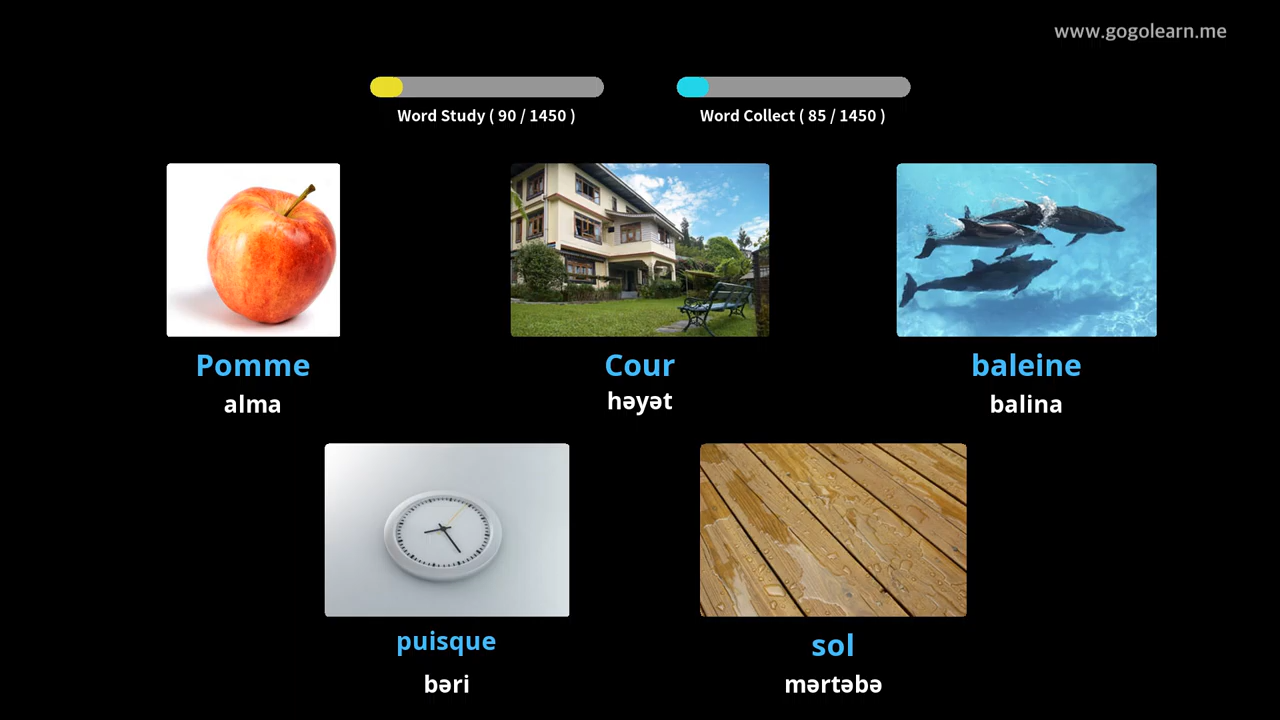 www.gogolearn.me
Word Study ( 90 / 1450 )
Word Collect ( 85 / 1450 )
Pomme
alma
Cour
həyət
baleine
balina
puisque
bəri
sol
mərtəbə